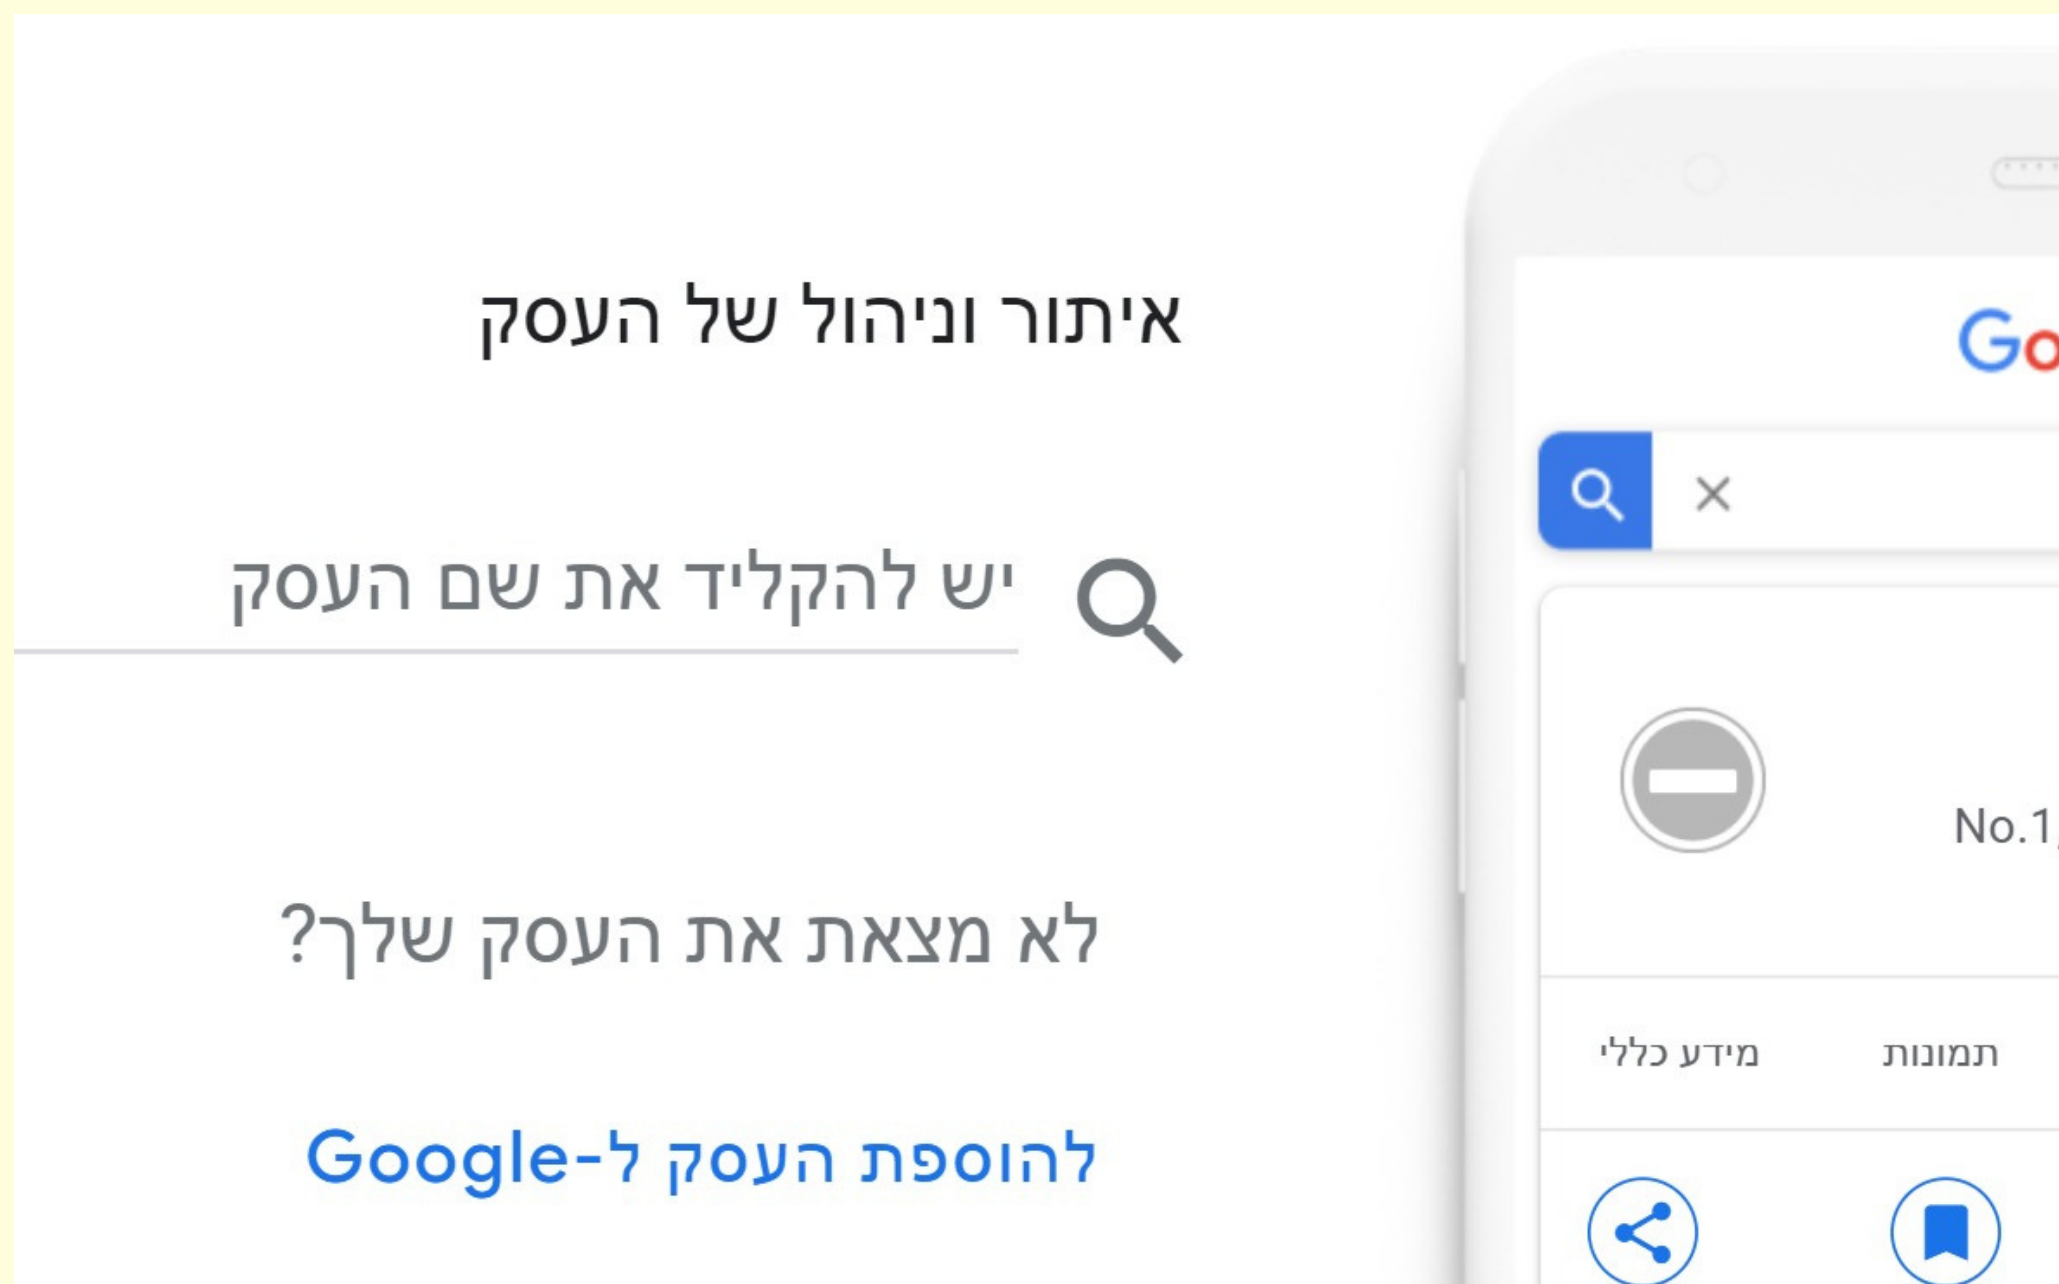 איתור וניהול של העסק
יש להקליד את שם העסק
לא מצאת את העסק שלך?
להוספת העסק ל-Google
Go
No.1,
תמונות מידע כללי